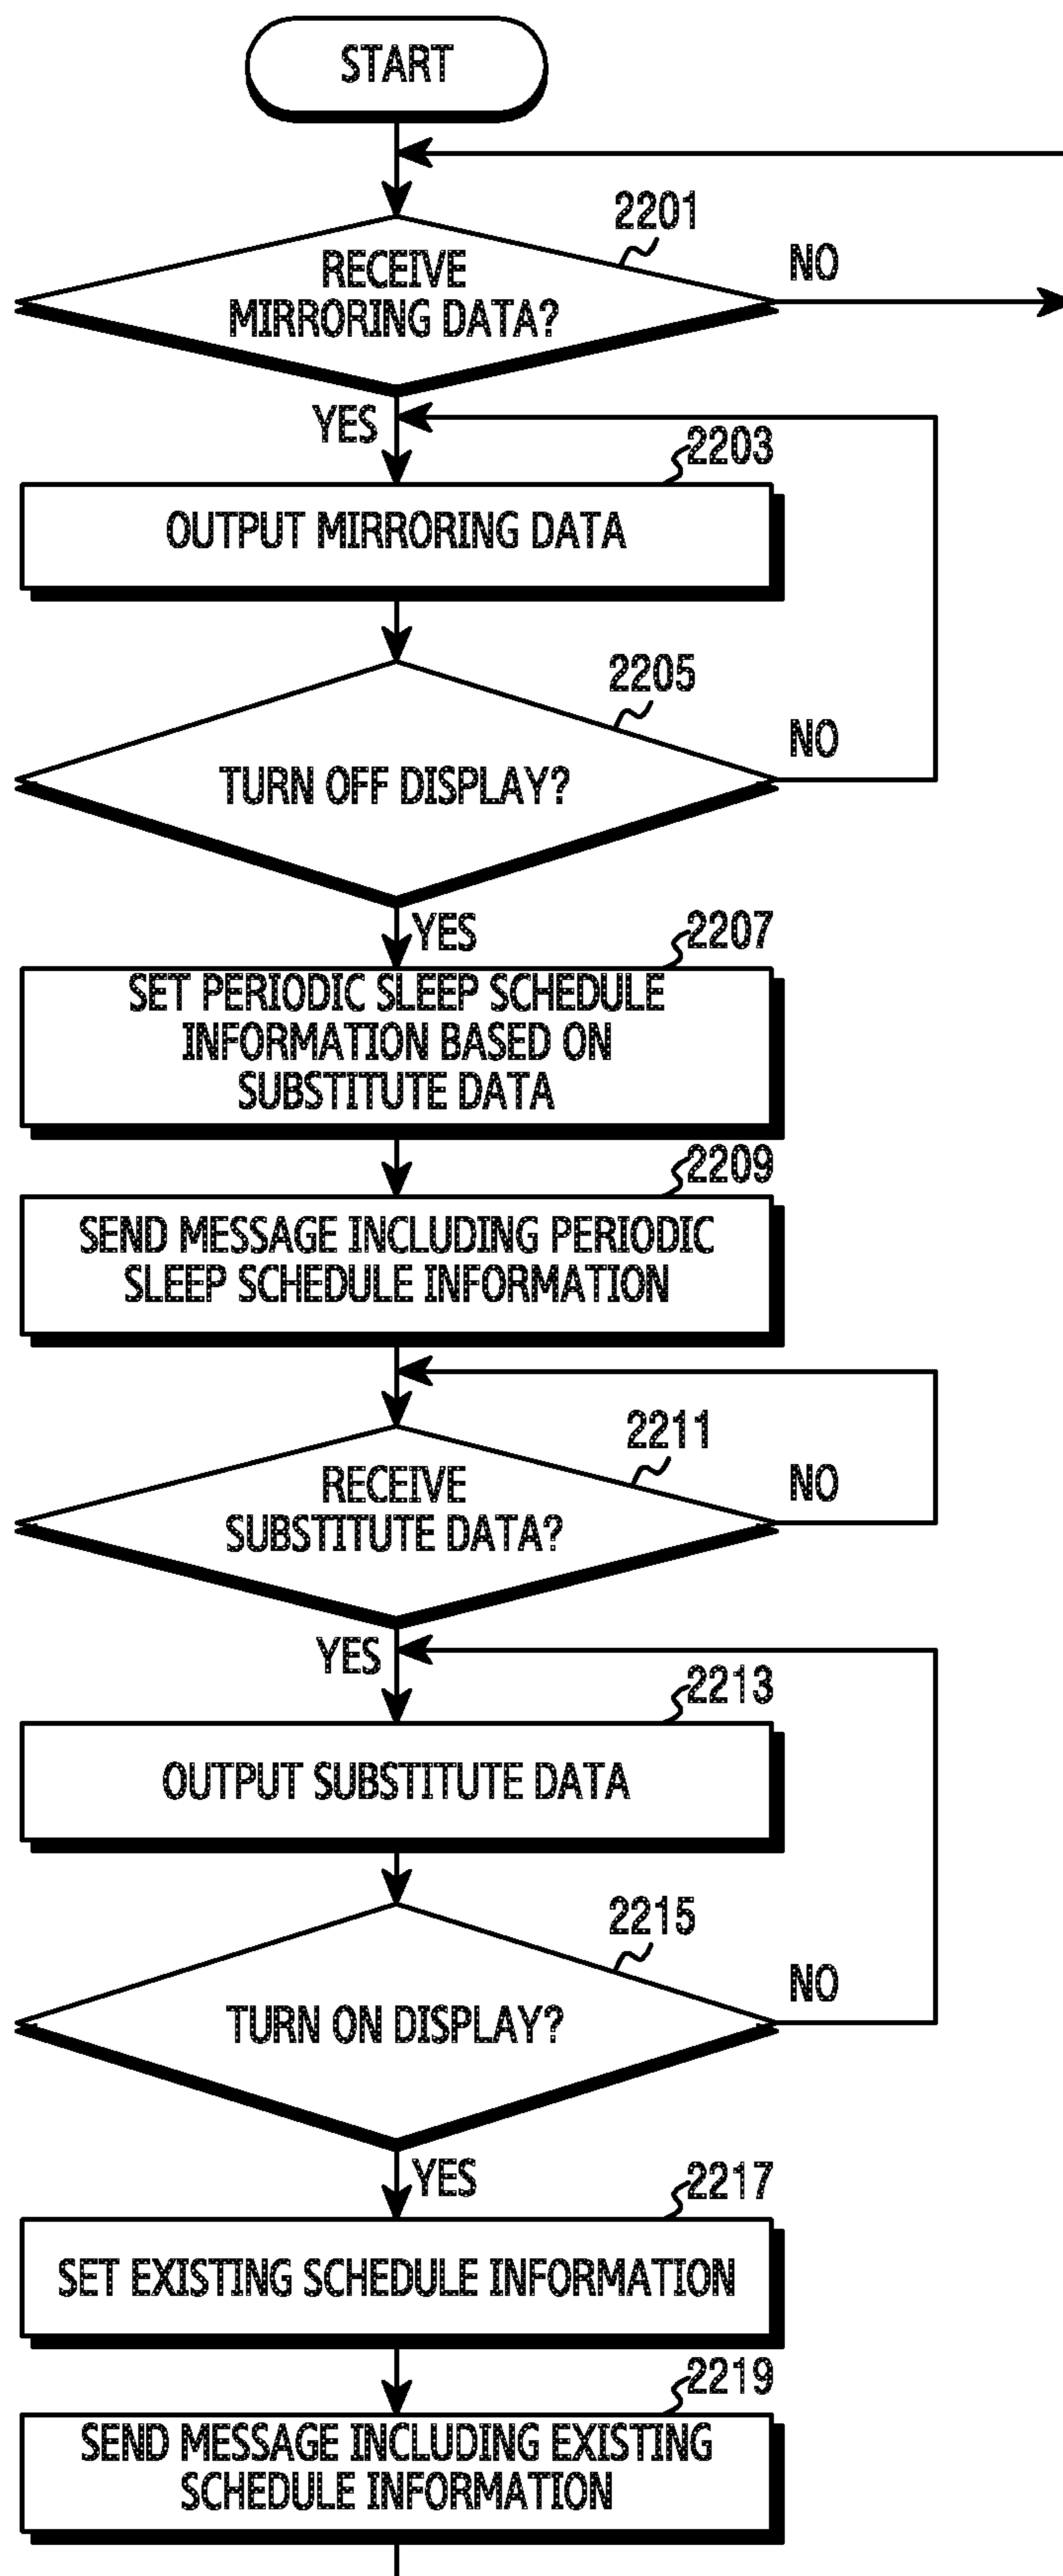 START
2201
RECEIVE
MIRRORING DATA?
NO
YES
2203
OUTPUT MIRRORING DATA
2205
TURN OFF DISPLAY?
NO
YES
2207
SET PERIODIC SLEEP SCHEDULE
INFORMATION BASED ON
SUBSTITUTE DATA
2209
SEND MESSAGE INCLUDING PERIODIC
SLEEP SCHEDULE INFORMATION
2211
RECEIVE
SUBSTITUTE DATA?
NO
YES
2213
OUTPUT SUBSTITUTE DATA
2215
TURN ON DISPLAY?
NO
YES
2217
SET EXISTING SCHEDULE INFORMATION
2219
SEND MESSAGE INCLUDING EXISTING
SCHEDULE INFORMATION